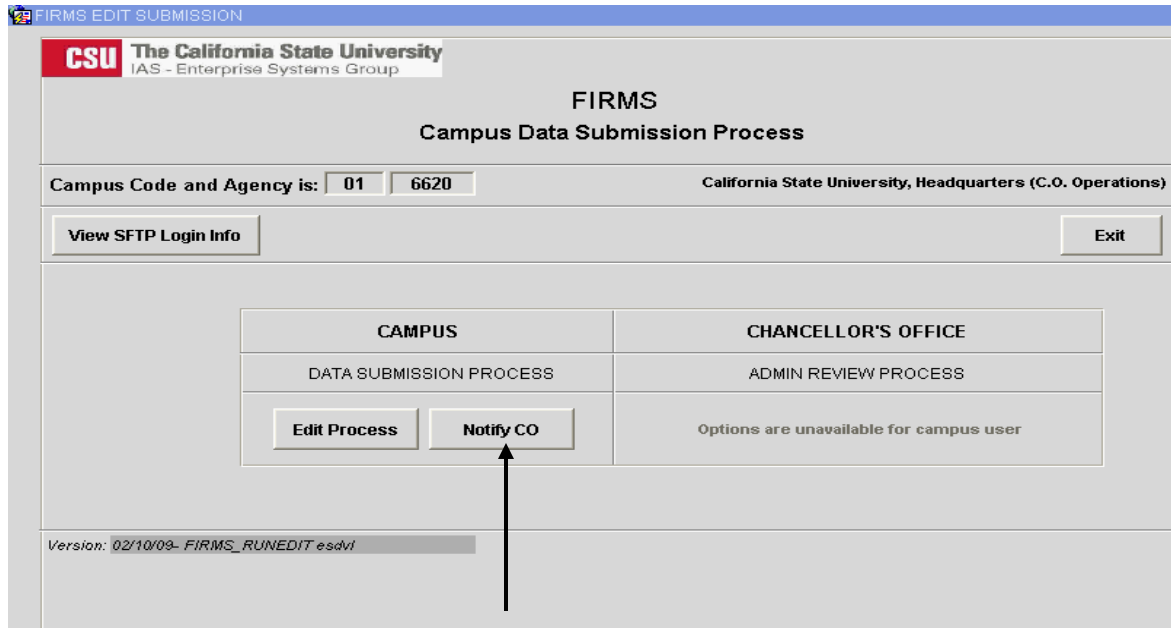 FIRMS EDIT SUBMISSION
CSU The California State University
IAS - Enterprise Systems Group
FIRMS
Campus Data Submission Process
Campus Code and Agency is: 01 6620 California State University, Headquarters (C.O. Operations)
View SFTP Login Info Exit
CAMPUS CHANCELLOR'S OFFICE
DATA SUBMISSION PROCESS ADMIN REVIEW PROCESS
Edit Process Notify CO Options are unavailable for campus user
Version: 02/10/09- FIRMS_RUNEDIT esdvl